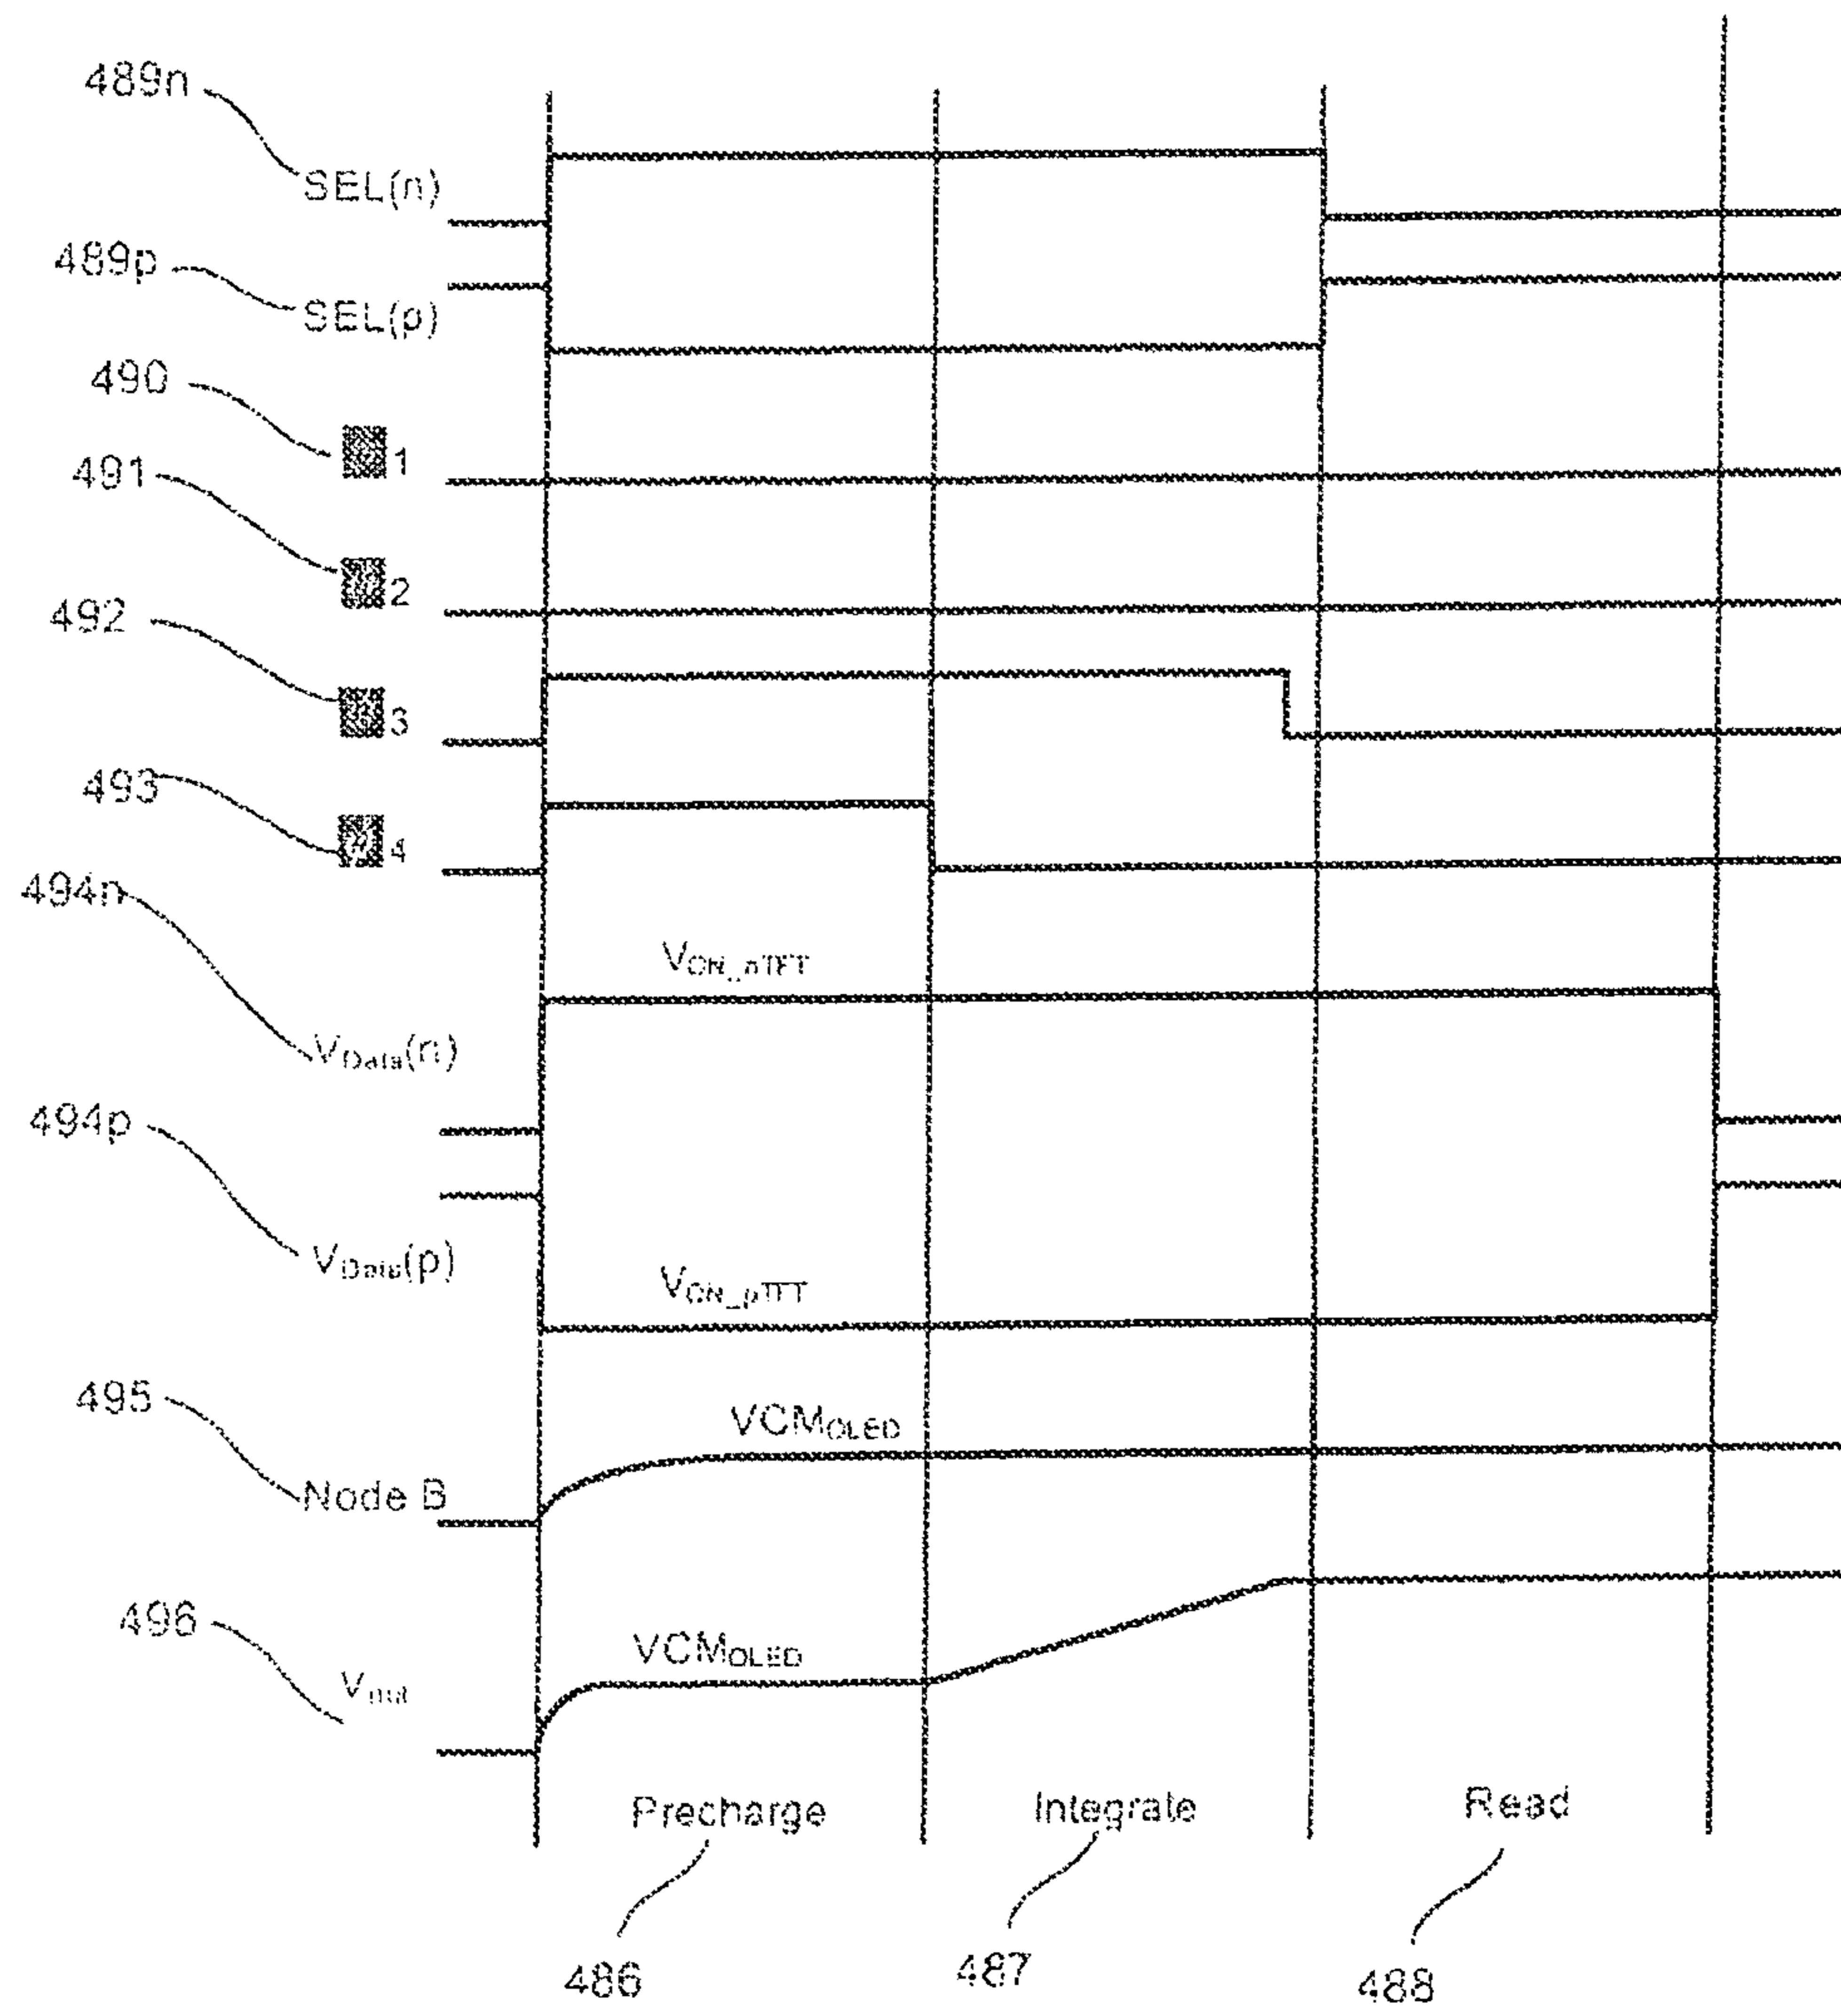 489n
SEL(n)
489p
SEL(p)
490
1
491
2
492
3
493
4
494n
V_ON_nTFT
V_Data(n)
494p
V_Data(p)
V_ON_pTFT
495
VCM_OLED
Node B
496
VCM_OLED
V_out
Precharge
Integrate
Read
486
487
488